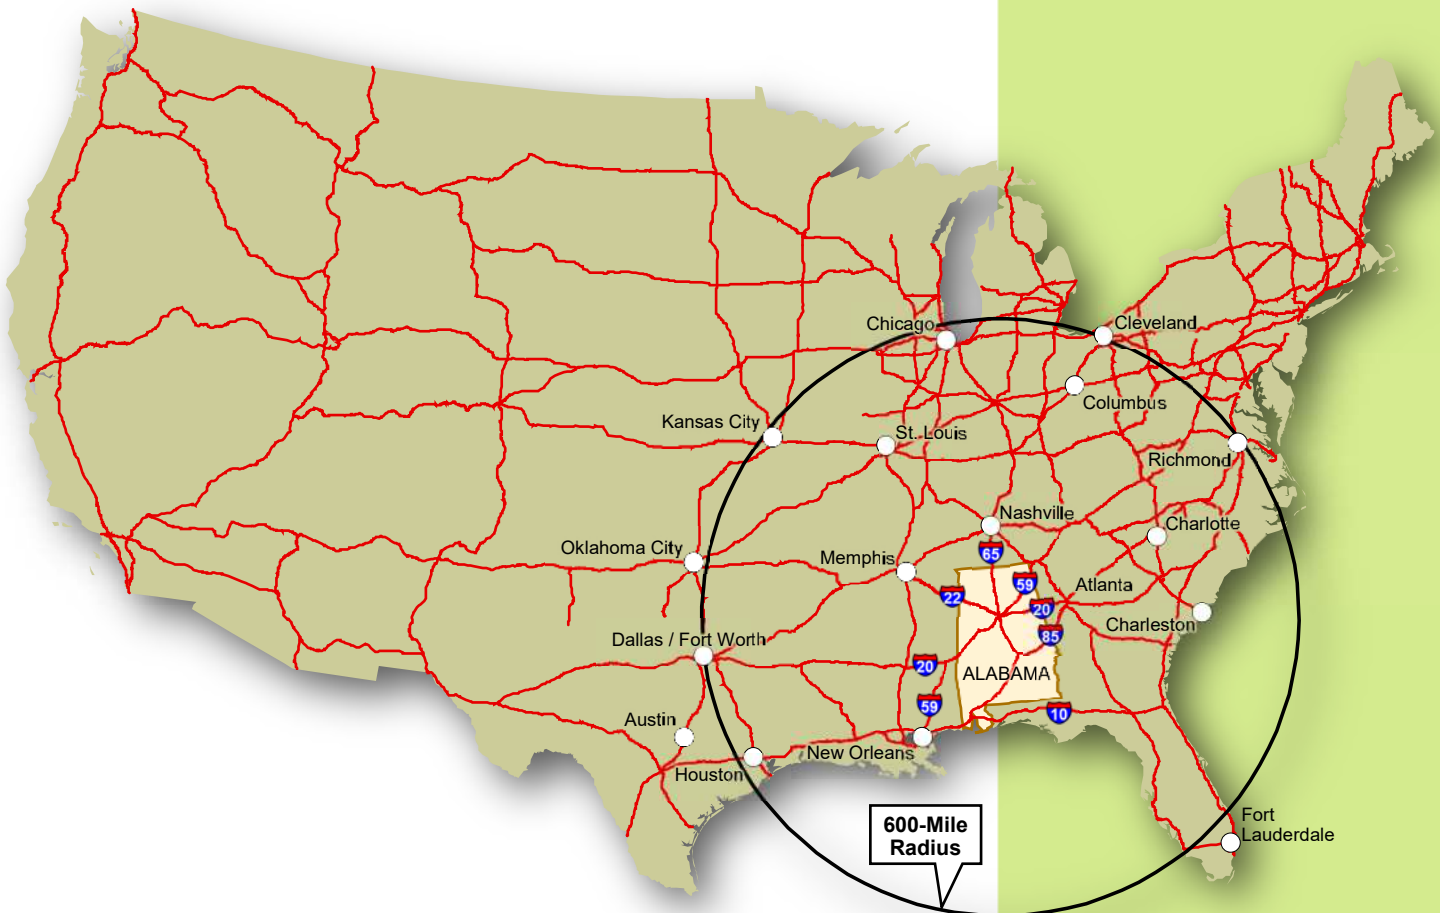 Chicago
Cleveland
Columbus
Kansas City
St. Louis
Richmond
Nashville
Charlotte
65
Oklahoma City
Memphis
59
Atlanta
22
20
Charleston
85
Dallas / Fort Worth
20
ALABAMA
59
10
Austin
New Orleans
Houston
600-Mile
Radius
Fort
Lauderdale